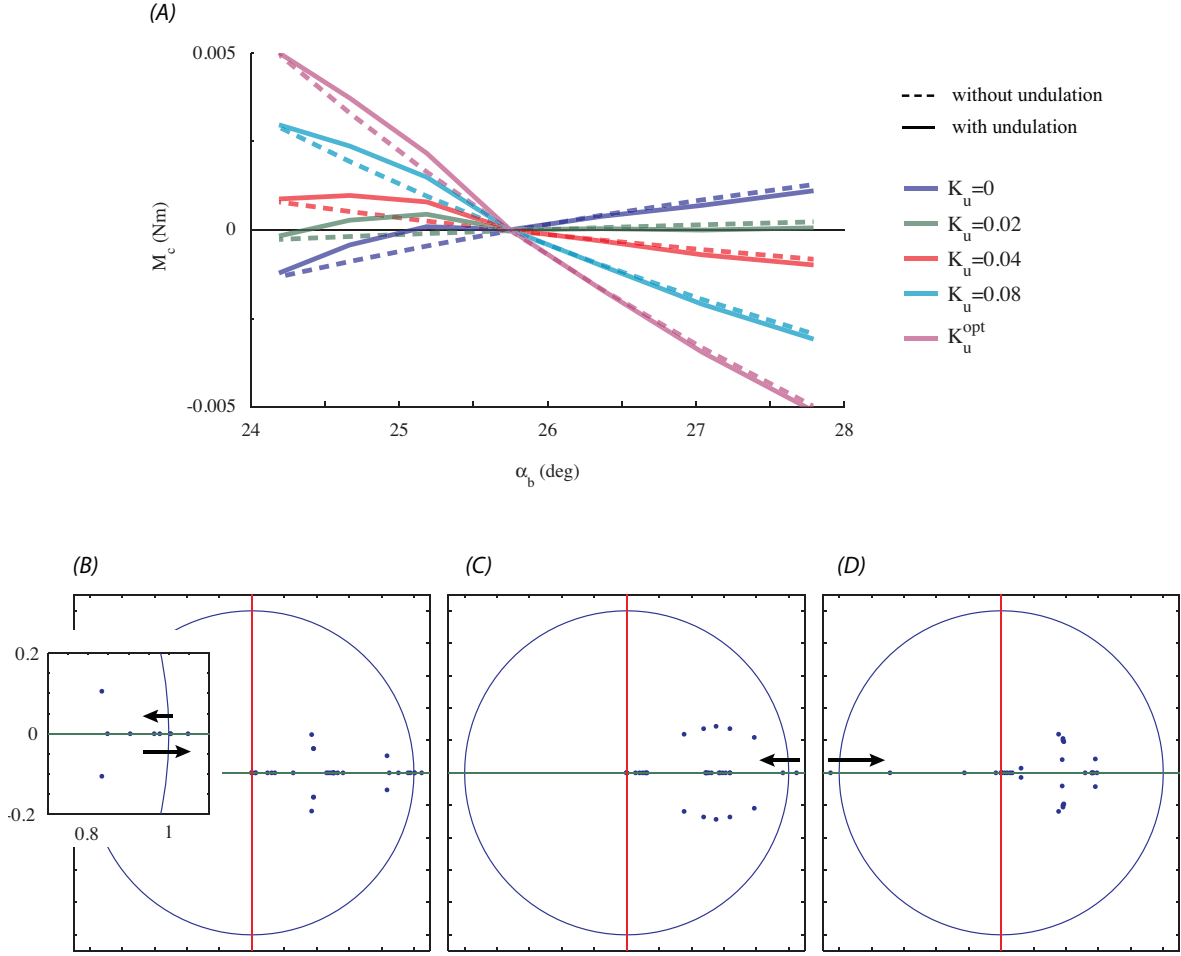 (A)
0.005
0
-0.005
M_c (Nm)
24 25 26 27 28
α_b (deg)
without undulation
with undulation
K_u=0
K_u=0.02
K_u=0.04
K_u=0.08
K_u^opt
(B) (C) (D)
0.2
0
-0.2
0.8 1